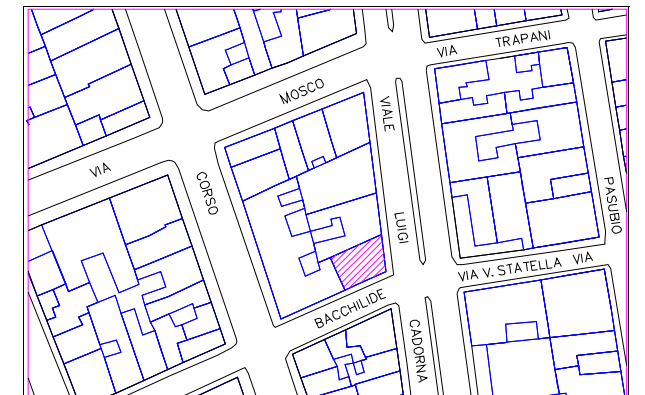 VIA TRAPANI
MOSCO
VIALE
VIA
CORSO
PASUBIO
LUIGI
VIA V. STATELLA VIA
BACCHILIDE
CADORNA